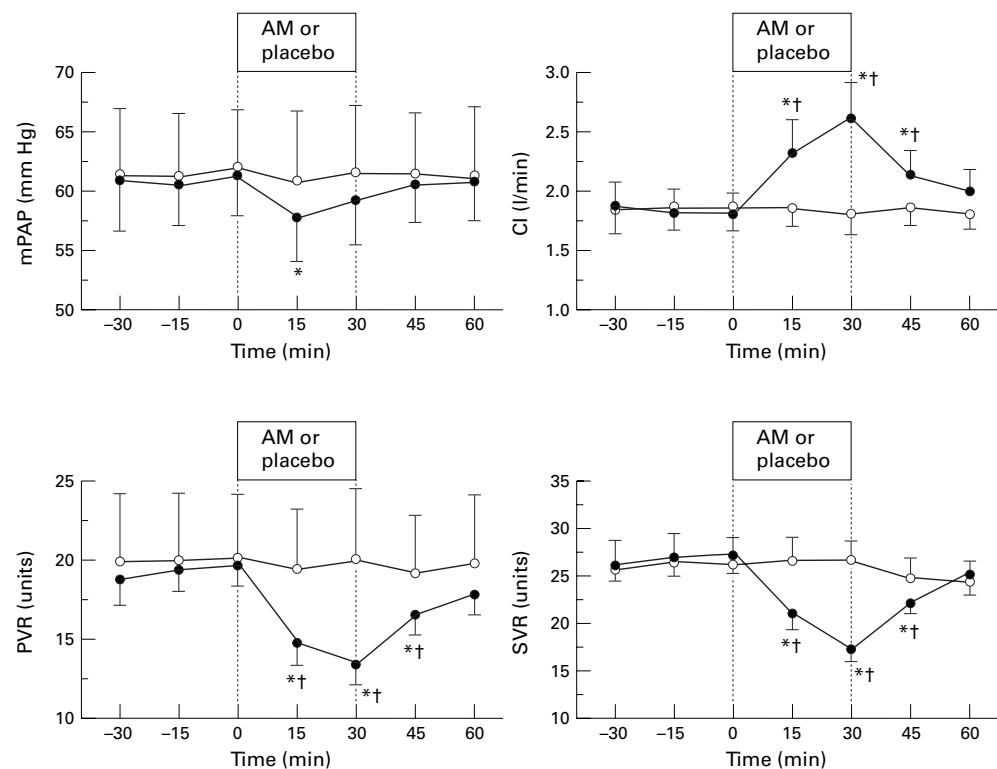 AM or
placebo
70
65
60
55
50
mPAP (mm Hg)
*
–30 –15 0 15 30 45 60
Time (min)
AM or
placebo
3.0
2.5
2.0
1.5
1.0
CI (l/min)
*† *† *†
–30 –15 0 15 30 45 60
Time (min)
AM or
placebo
25
20
15
10
PVR (units)
*† *† *†
–30 –15 0 15 30 45 60
Time (min)
AM or
placebo
35
30
25
20
15
10
SVR (units)
*† *† *†
–30 –15 0 15 30 45 60
Time (min)